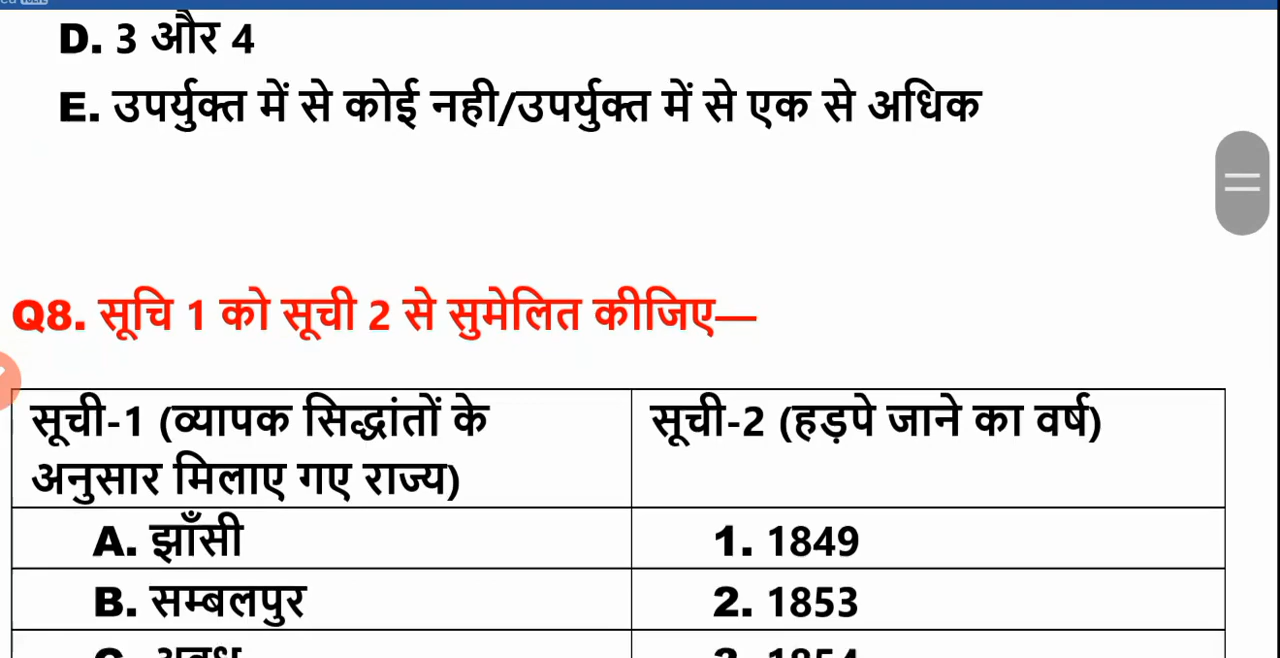 D. 3 और 4
E. उपर्युक्त में से कोई नही/उपर्युक्त में से एक से अधिक
Q8. सूचि 1 को सूची 2 से सुमेलित कीजिए—
सूची-1 (व्यापक सिद्धांतों के
अनुसार मिलाए गए राज्य)
सूची-2 (हड़पे जाने का वर्ष)
A. झाँसी
1. 1849
B. सम्बलपुर
2. 1853